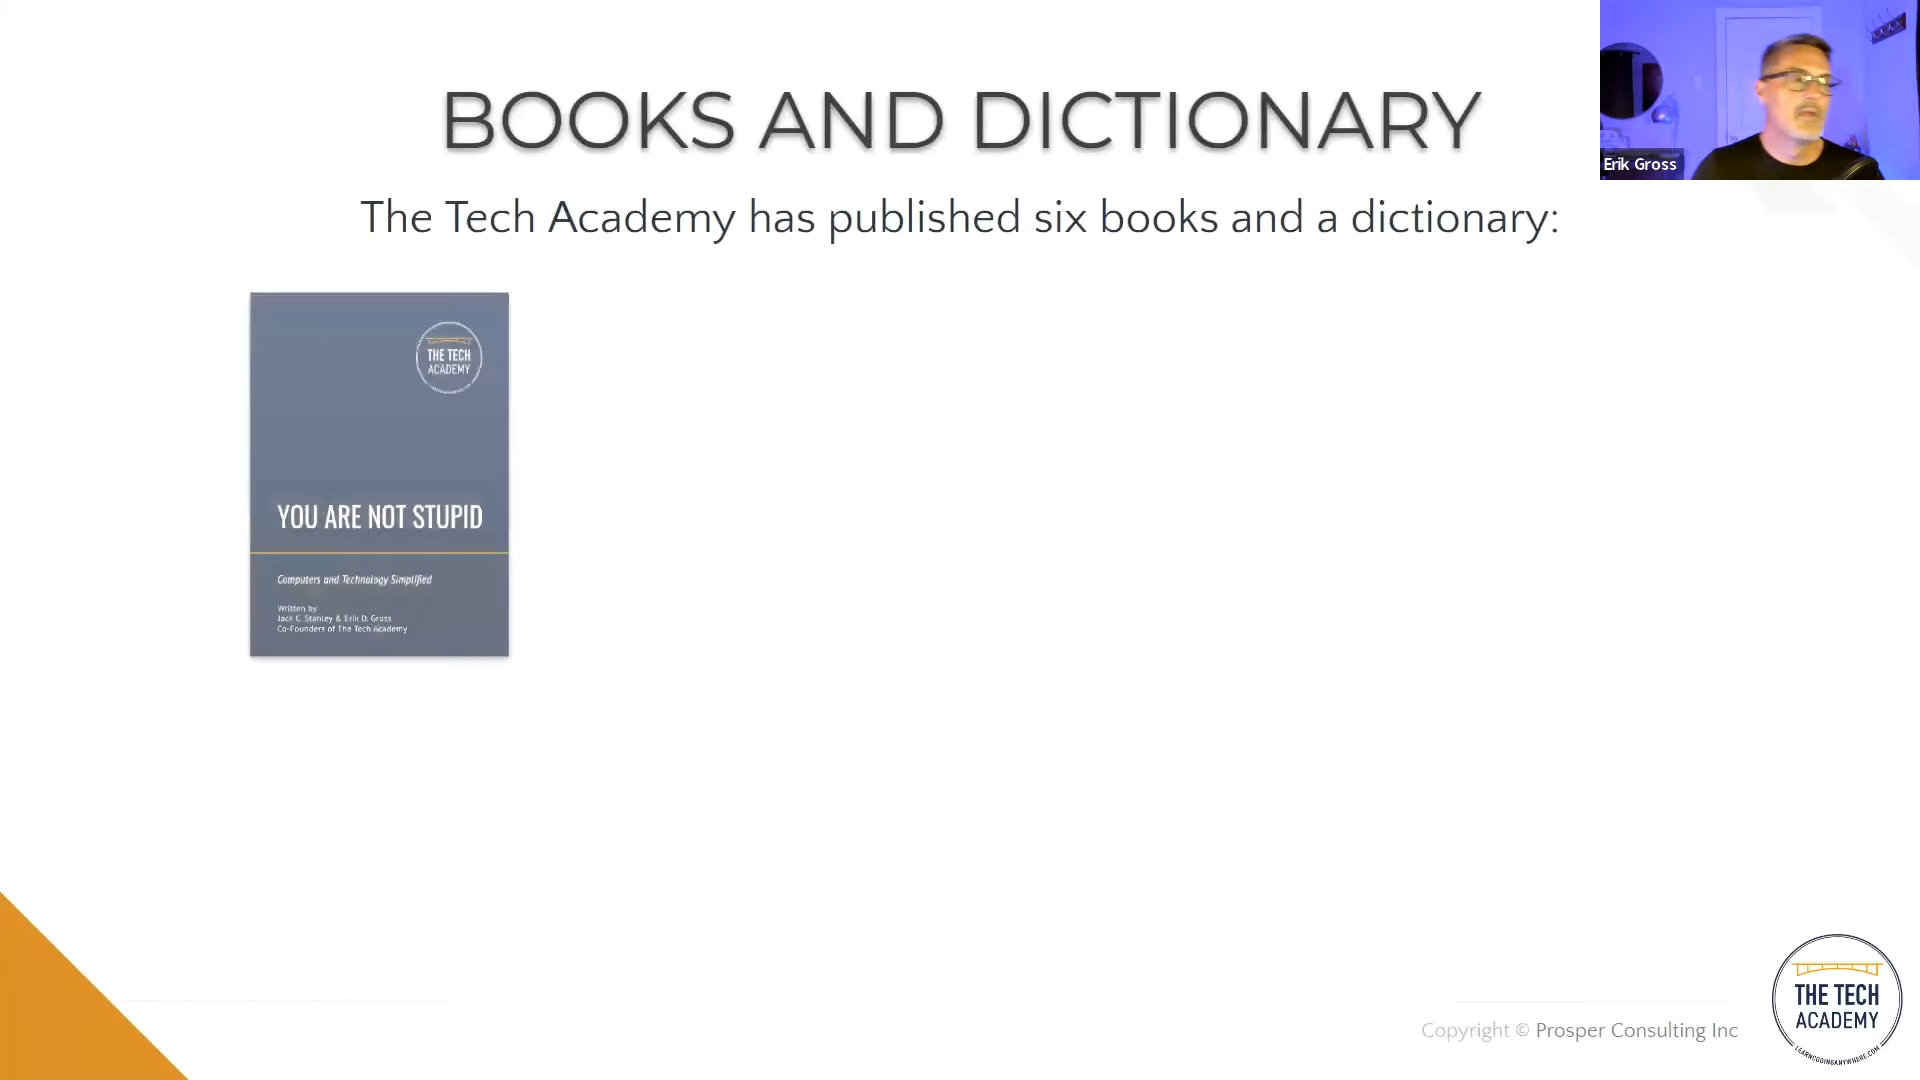 BOOKS AND DICTIONARY
Erik Gross
The Tech Academy has published six books and a dictionary:
THE TECH
ACADEMY
YOU ARE NOT STUPID
Computers and Technology Simplified
Written by
Jack C. Stanley & Erik D. Gross
Co-Founders of The Tech Academy
Copyright © Prosper Consulting Inc
THE TECH
ACADEMY
LEARNCODINGANYWHERE.COM